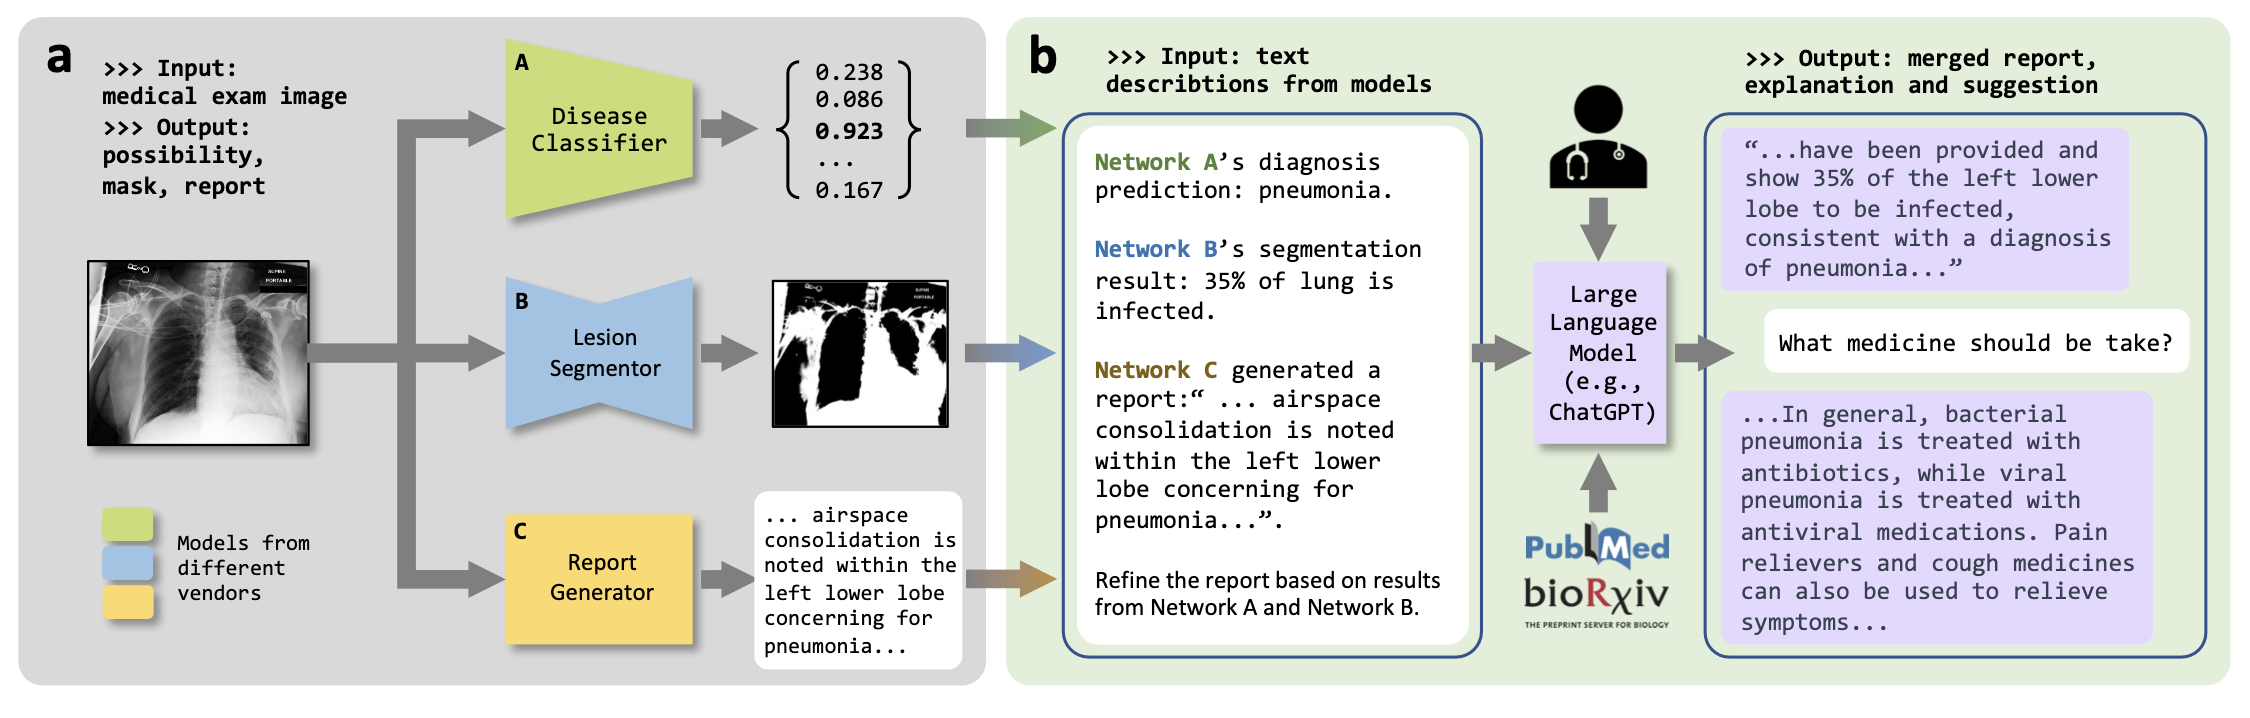 a
>>> Input:
medical exam image
>>> Output:
possibility,
mask, report
SUPINE
PORTABLE
Models from
different
vendors
A
Disease
Classifier
0.238
0.086
0.923
...
0.167
B
Lesion
Segmentor
SUPINE
PORTABLE
C
Report
Generator
... airspace
consolidation is
noted within the
left lower lobe
concerning for
pneumonia...
b
>>> Input: text
describtions from models
Network A’s diagnosis
prediction: pneumonia.
Network B’s segmentation
result: 35% of lung is
infected.
Network C generated a
report:“ ... airspace
consolidation is noted
within the left lower
lobe concerning for
pneumonia...”.
Refine the report based on results
from Network A and Network B.
Large
Language
Model
(e.g.,
ChatGPT)
PubMed
bioRxiv
THE PREPRINT SERVER FOR BIOLOGY
>>> Output: merged report,
explanation and suggestion
“...have been provided and
show 35% of the left lower
lobe to be infected,
consistent with a diagnosis
of pneumonia...”
What medicine should be take?
...In general, bacterial
pneumonia is treated with
antibiotics, while viral
pneumonia is treated with
antiviral medications. Pain
relievers and cough medicines
can also be used to relieve
symptoms...